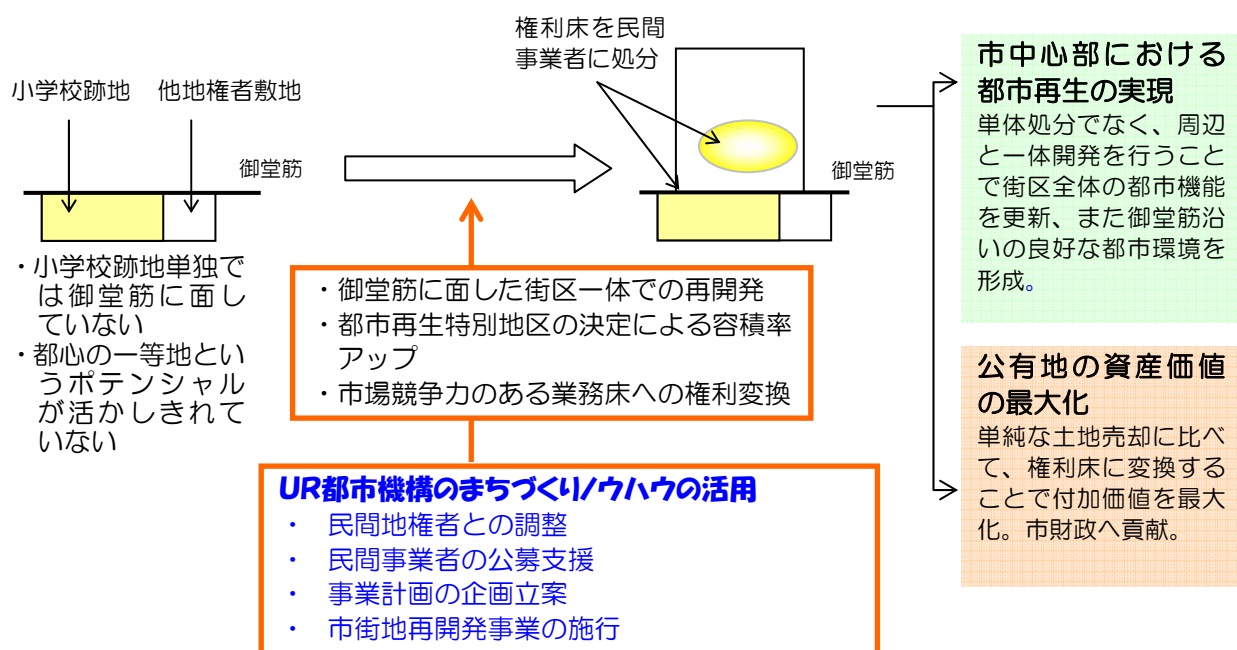 権利床を民間
事業者に処分
小学校跡地
他地権者敷地
御堂筋
御堂筋
・小学校跡地単独で
は御堂筋に面し
ていない
・都心の一等地とい
うポテンシャル
が活かしきれて
いない
・御堂筋に面した街区一体での再開発
・都市再生特別地区の決定による容積率
アップ
・市場競争力のある業務床への権利変換
UR都市機構のまちづくりノウハウの活用
・ 民間地権者との調整
・ 民間事業者の公募支援
・ 事業計画の企画立案
・ 市街地再開発事業の施行
市中心部における
都市再生の実現
単体処分でなく、周辺
と一体開発を行うこと
で街区全体の都市機能
を更新、また御堂筋沿
いの良好な都市環境を
形成。
公有地の資産価値
の最大化
単純な土地売却に比べ
て、権利床に変換する
ことで付加価値を最大
化。市財政へ貢献。